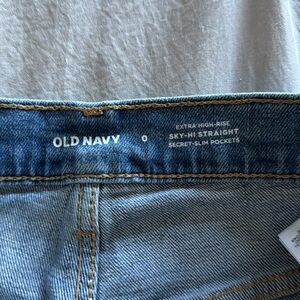 OLD NAVY 0
EXTRA HIGH-RISE
SKY-HI STRAIGHT
SECRET-SLIM POCKETS